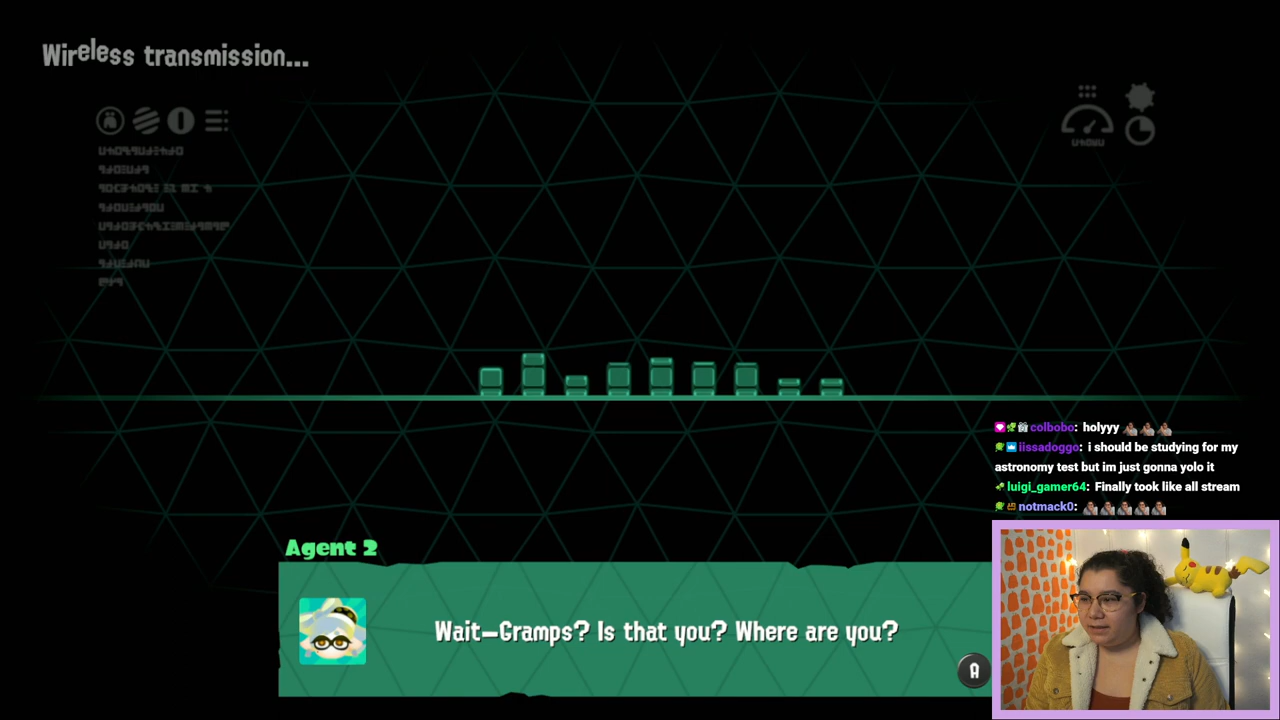 Wireless transmission...
colbobo: holyyy
iissadoggo: i should be studying for my
astronomy test but im just gonna yolo it
luigi_gamer64: Finally took like all stream
notmack0:
Agent 2
Wait—Gramps? Is that you? Where are you?
A